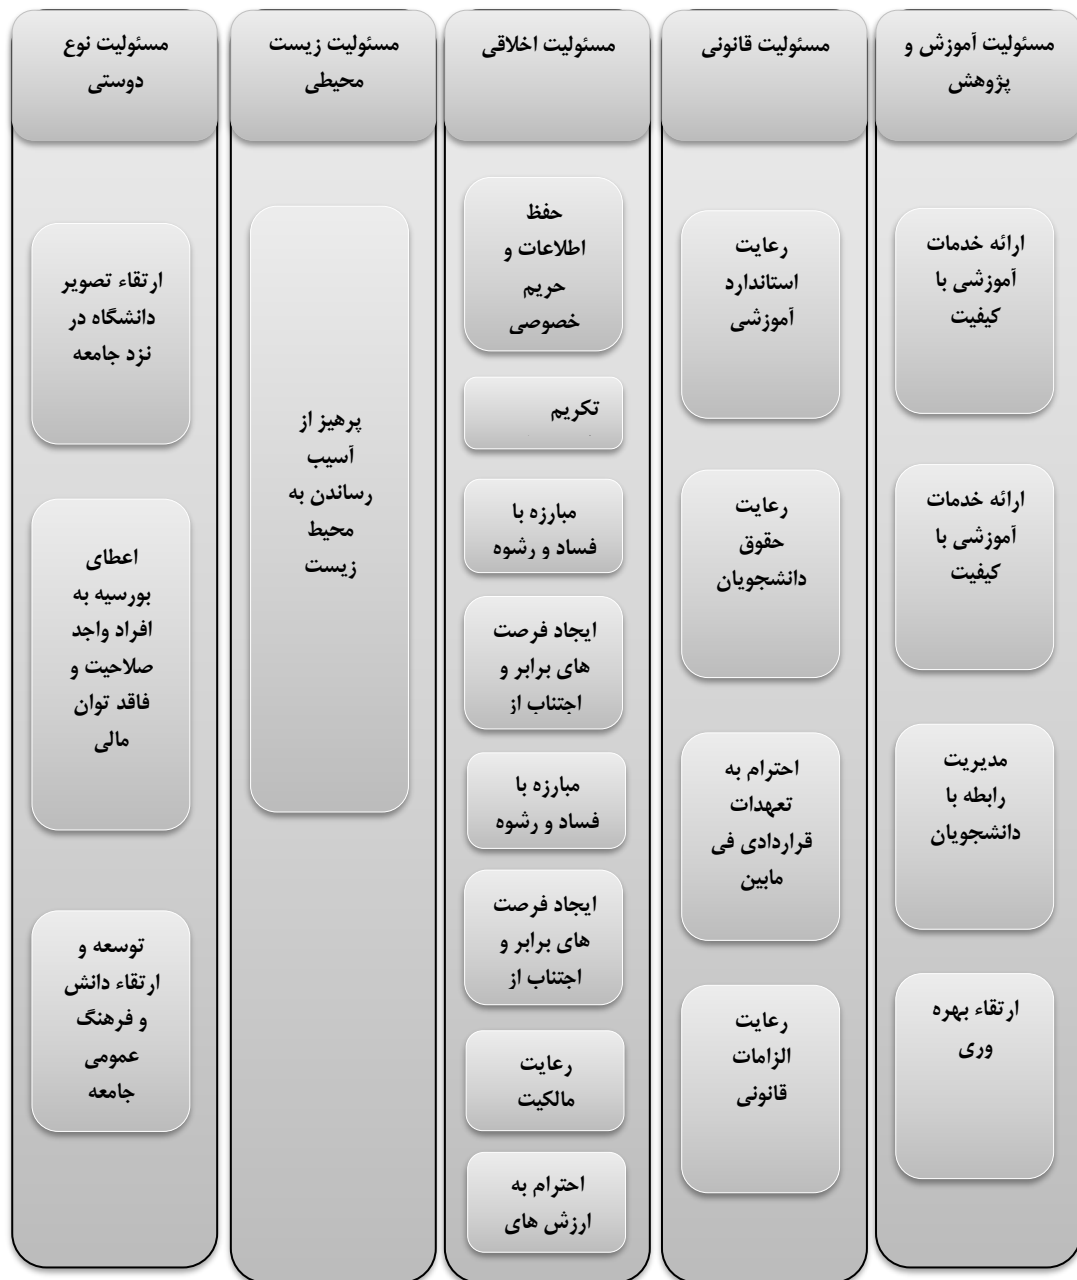 مسئولیت آموزش و
پژوهش
ارائه خدمات
آموزشی با
کیفیت
ارائه خدمات
آموزشی با
کیفیت
مدیریت
رابطه با
دانشجویان
ارتقاء بهره
وری
مسئولیت قانونی
رعایت
استاندارد
آموزشی
رعایت
حقوق
دانشجویان
احترام به
تعهدات
قراردادی فی
مابین
رعایت
الزامات
قانونی
مسئولیت اخلاقی
حفظ
اطلاعات و
حریم
خصوصی
تکریم
مبارزه با
فساد و رشوه
ایجاد فرصت
های برابر و
اجتناب از
مبارزه با
فساد و رشوه
ایجاد فرصت
های برابر و
اجتناب از
رعایت
مالکیت
احترام به
ارزش های
مسئولیت زیست
محیطی
پرهیز از
آسیب
رساندن به
محیط
زیست
مسئولیت نوع
دوستی
ارتقاء تصویر
دانشگاه در
نزد جامعه
اعطای
بورسیه به
افراد واجد
صلاحیت و
فاقد توان
مالی
توسعه و
ارتقاء دانش
و فرهنگ
عمومی
جامعه